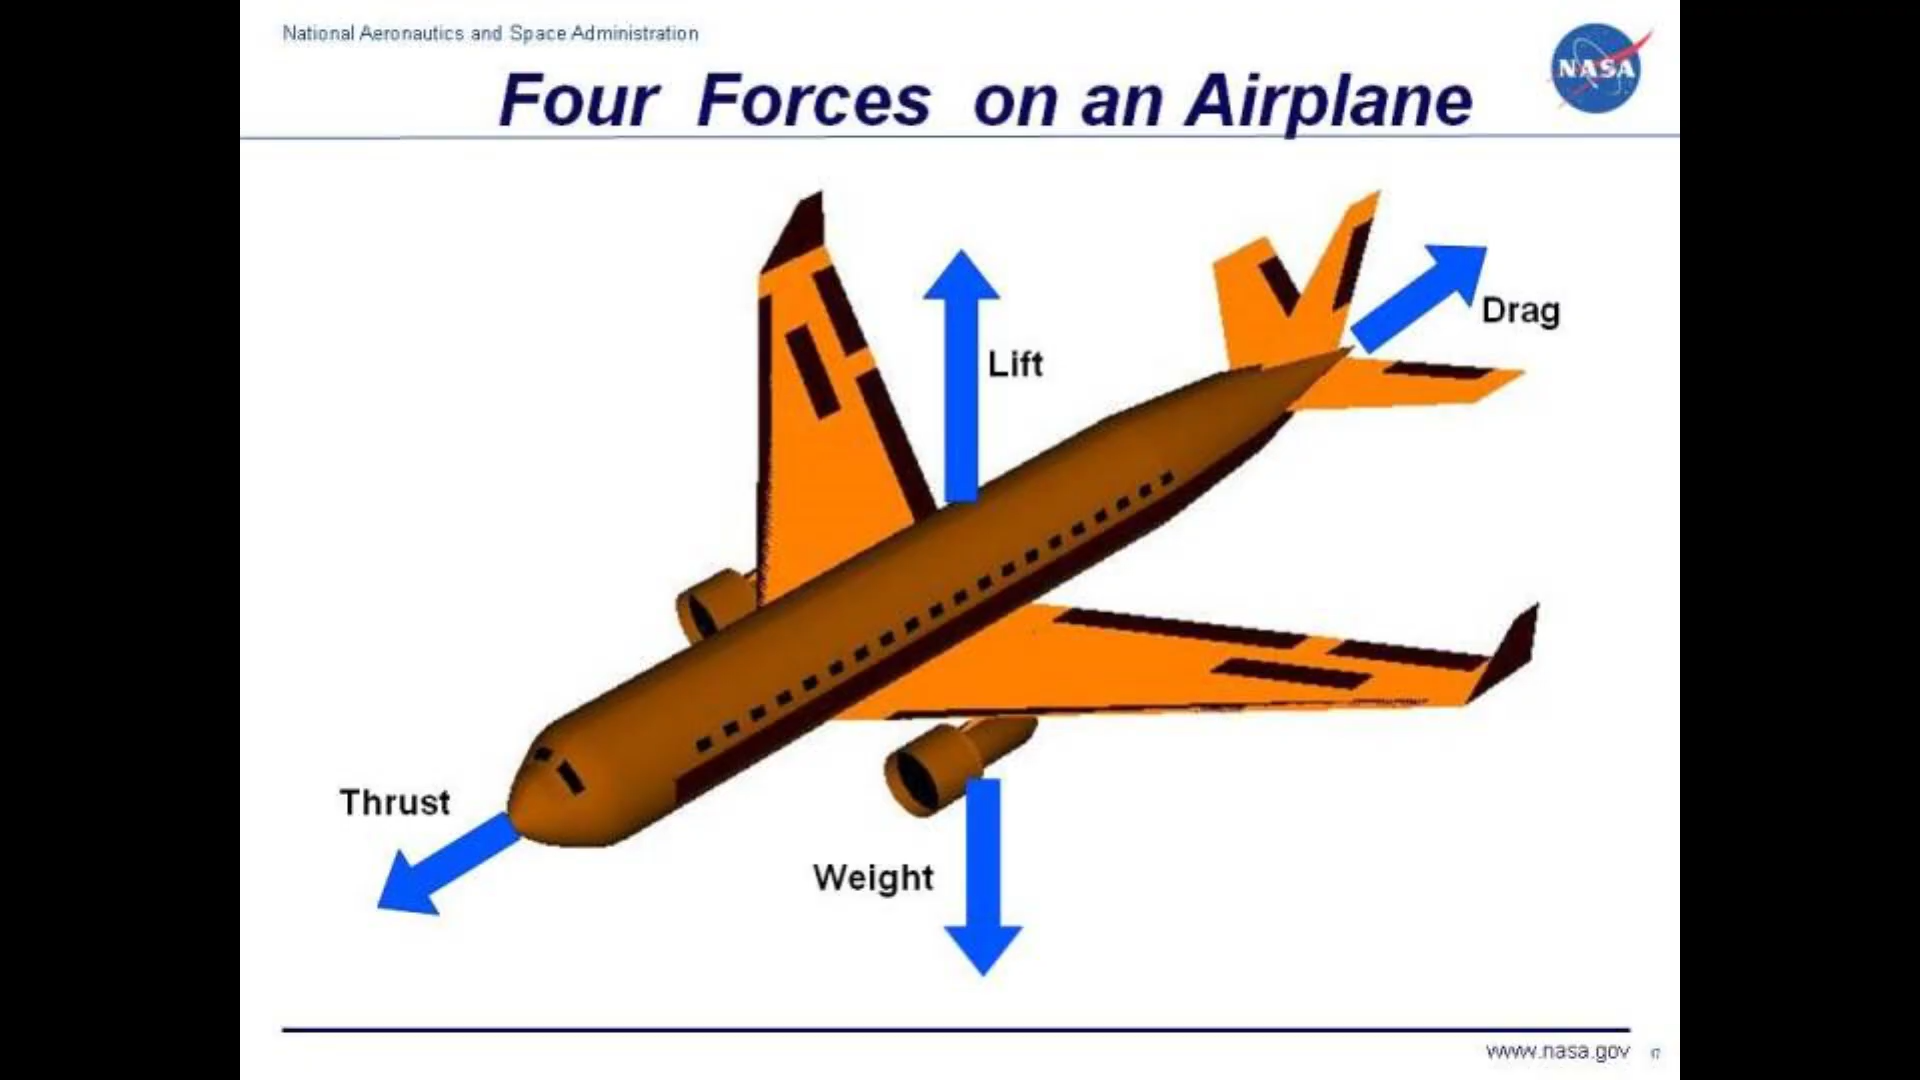 National Aeronautics and Space Administration
NASA
Four Forces on an Airplane
Drag
Lift
Thrust
Weight
www.nasa.gov